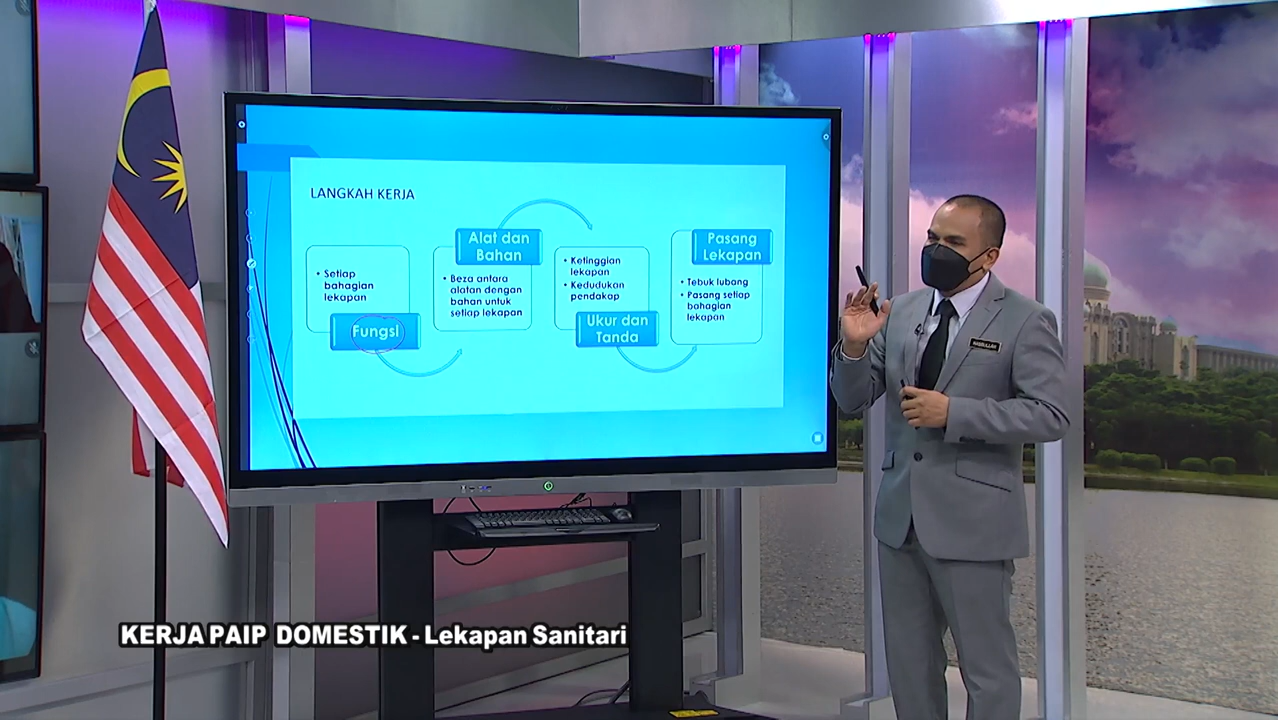 LANGKAH KERJA
• Setiap
bahagian
lekapan
Fungsi
Alat dan
Bahan
• Beza antara
alatan dengan
bahan untuk
setiap lekapan
• Ketinggian
lekapan
• Kedudukan
pendakap
Ukur dan
Tanda
Pasang
Lekapan
• Tebuk lubang
• Pasang setiap
bahagian
lekapan
NASRULLAH
KERJA PAIP DOMESTIK - Lekapan Sanitari